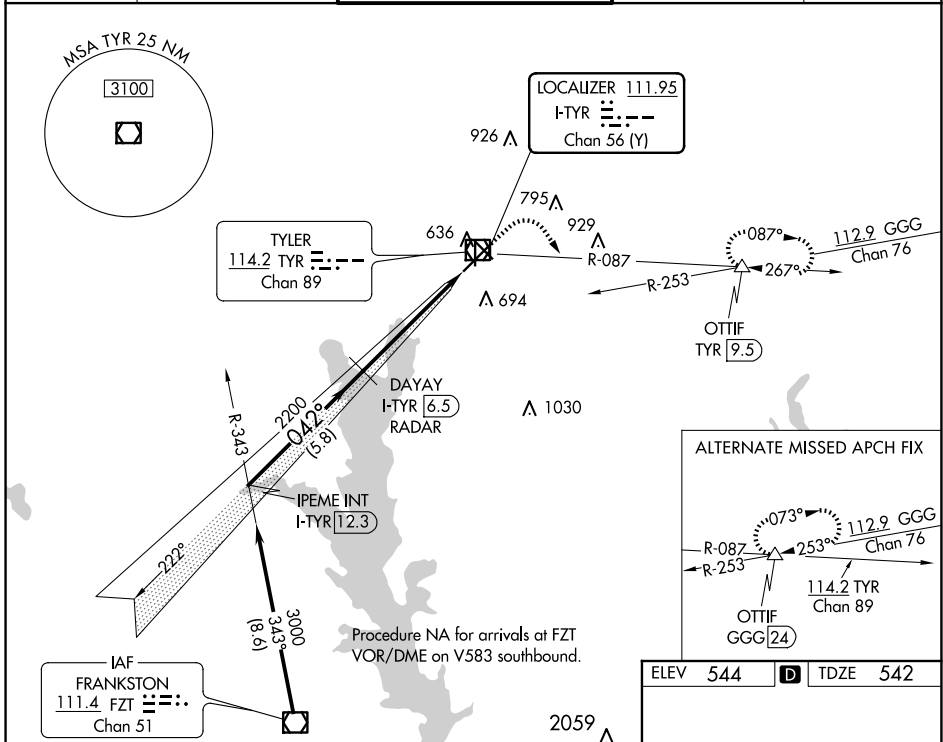 MSA TYR 25 NM
3100
LOCALIZER 111.95
I-TYR
Chan 56 (Y)
926
795
929
636
TYLER
114.2 TYR
Chan 89
R-087
087°
267°
112.9 GGG
Chan 76
R-253
694
OTTIF
TYR 9.5
DAYAY
I-TYR 6.5
RADAR
1030
2200
042°
(5.8)
R-343
IPEME INT
I-TYR 12.3
222°
3000
343°
(8.6)
Procedure NA for arrivals at FZT
VOR/DME on V583 southbound.
IAF
FRANKSTON
111.4 FZT
Chan 51
2059
ALTERNATE MISSED APCH FIX
073°
253°
112.9 GGG
Chan 76
R-087
R-253
114.2 TYR
Chan 89
OTTIF
GGG 24
ELEV 544 D TDZE 542